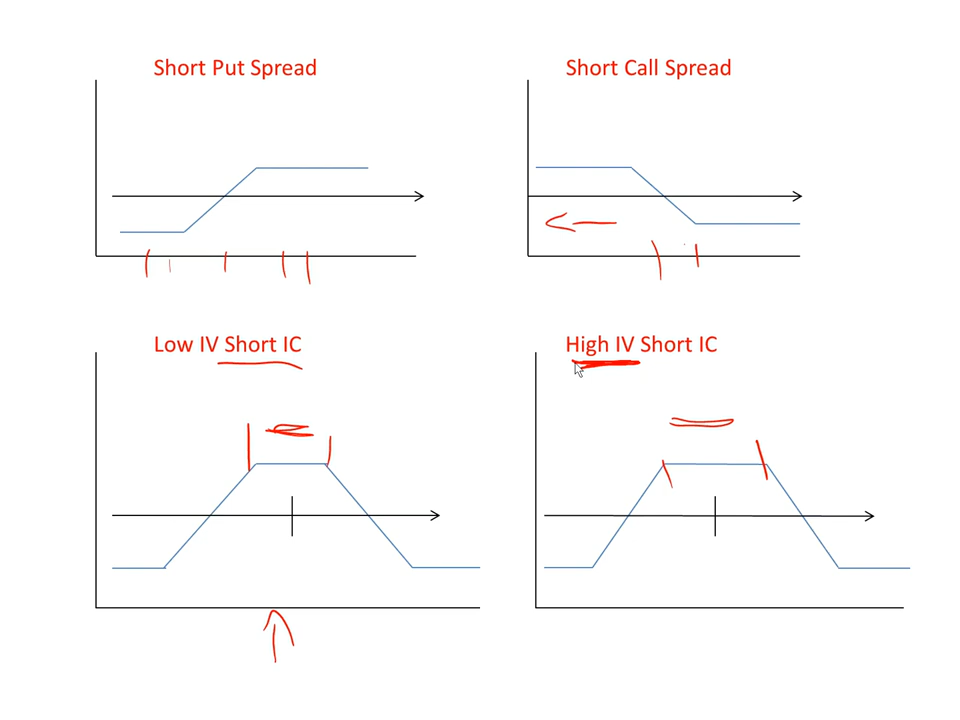 Short Put Spread
Short Call Spread
Low IV Short IC
High IV Short IC